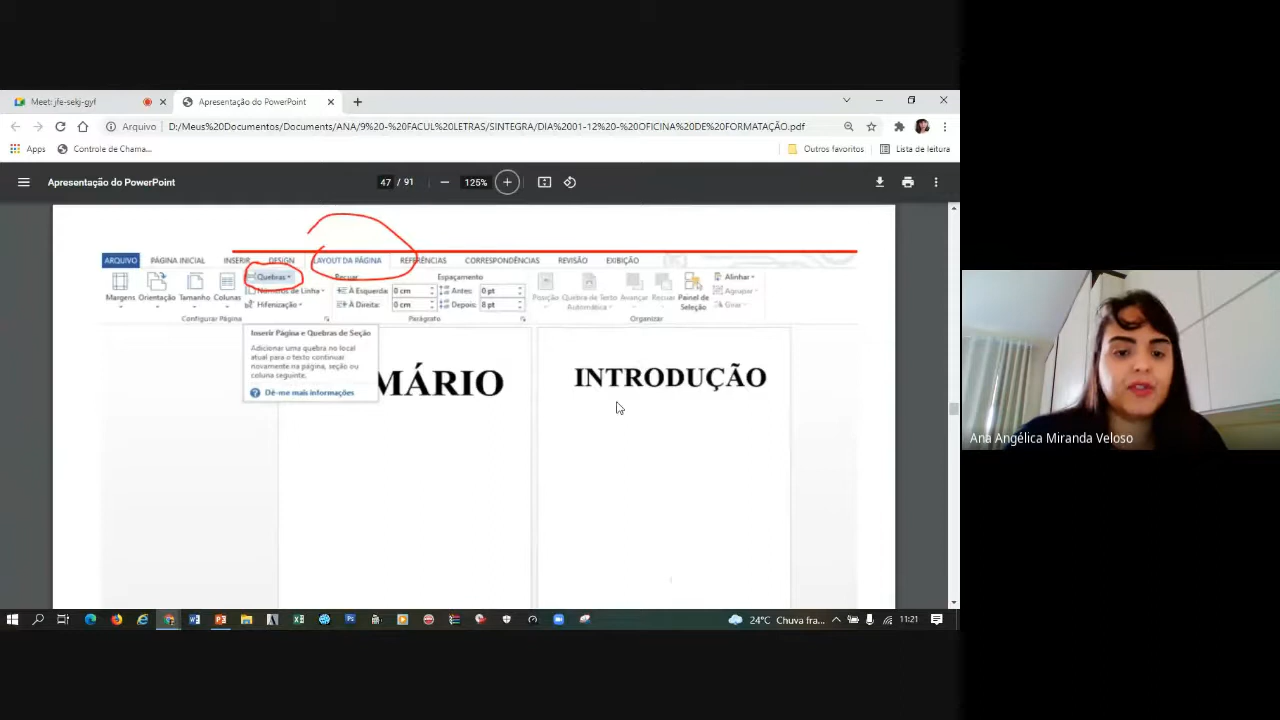 Meet: jfe-sekj-gyf
Apresentação do PowerPoint
Arquivo D:/Meus%20Documentos/Documents/ANA/9%20-%20FACUL%20LETRAS/SINTEGRA/DIA%2001-12%20-%20OFICINA%20DE%20FORMATAÇÃO.pdf
Apps Controle de Chama... Outros favoritos Lista de leitura
Apresentação do PowerPoint 47 / 91 125%
ARQUIVO PÁGINA INICIAL INSERIR DESIGN LAYOUT DA PÁGINA REFERÊNCIAS CORRESPONDÊNCIAS REVISÃO EXIBIÇÃO
Quebras Recuar Espaçamento Alinhar
Margens Orientação Tamanho Colunas Números de Linha À Esquerda: 0 cm Antes: 0 pt Posição Quebra de Texto Automática Avançar Recuar Painel de Seleção Agrupar
Hifenização À Direita: 0 cm Depois: 8 pt Girar
Configurar Página Parágrafo Organizar
Inserir Página e Quebras de Seção
Adicionar uma quebra no local
atual para o texto continuar
novamente na página, seção ou
coluna seguinte.
Dê-me mais informações
MÁRIO
INTRODUÇÃO
Ana Angélica Miranda Veloso
24°C Chuva fra... 11:21